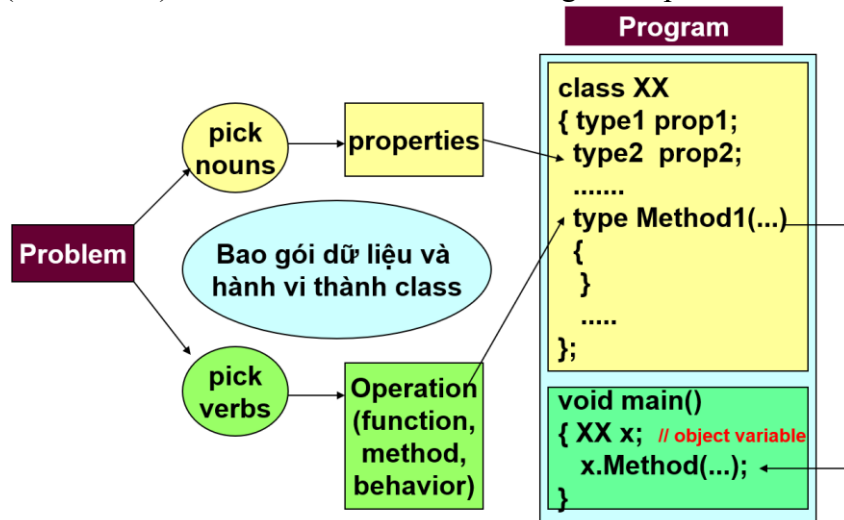 Program
class XX
{ type1 prop1;
type2 prop2;
.......
type Method1(...)
{
}
.....
};
pick
nouns
properties
Problem
Bao gói dữ liệu và
hành vi thành class
pick
verbs
Operation
(function,
method,
behavior)
void main()
{ XX x; // object variable
x.Method(...);
}